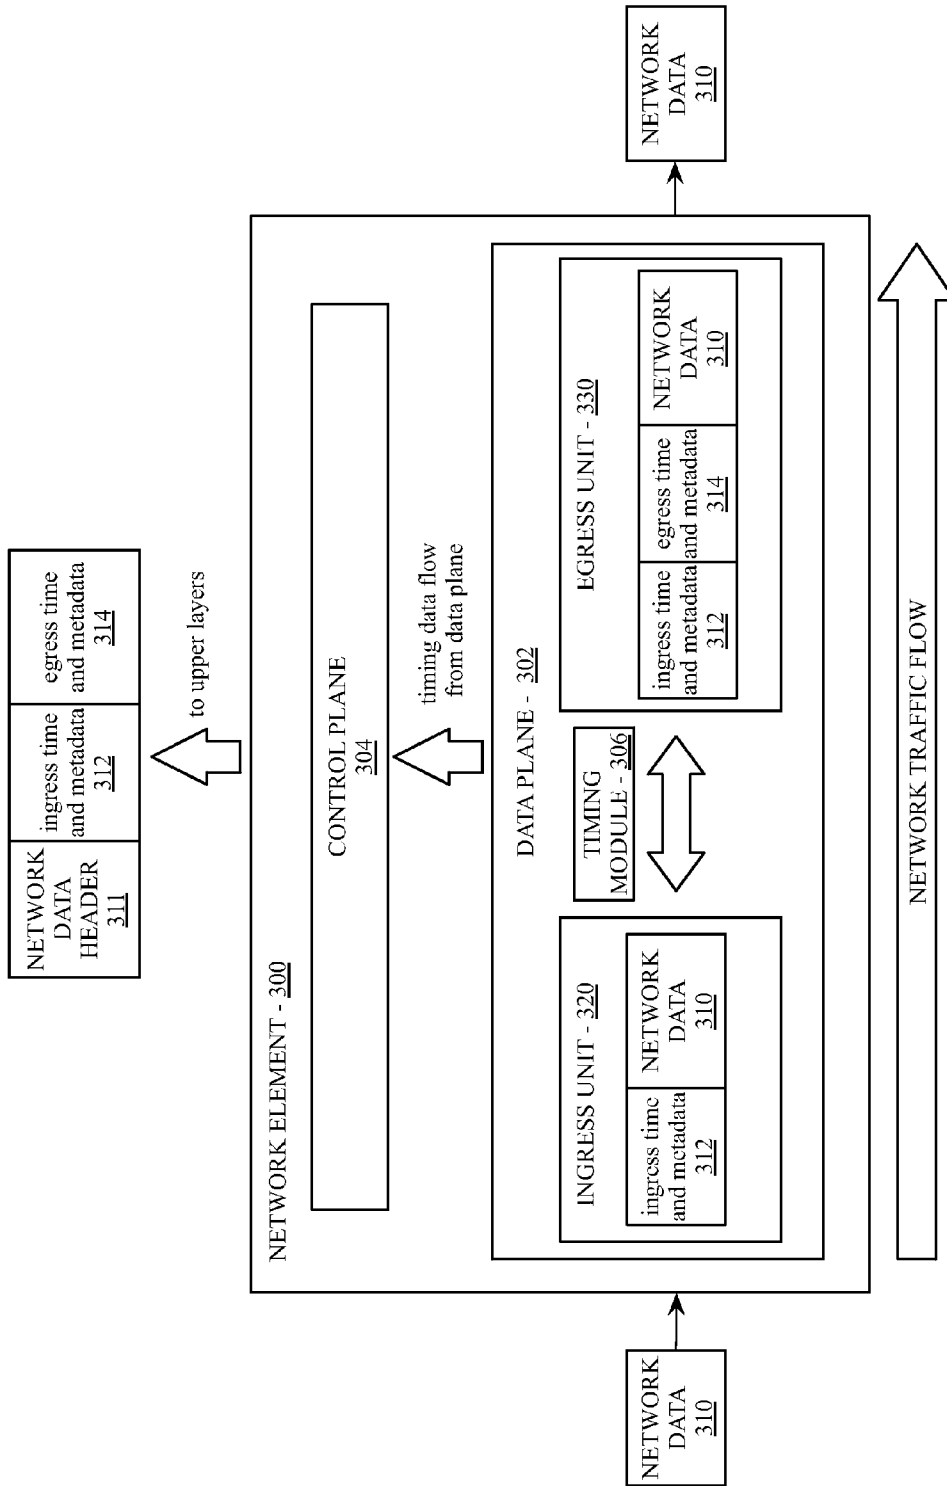 NETWORK
DATA
HEADER
311
ingress time
and metadata
312
egress time
and metadata
314
to upper layers
NETWORK ELEMENT - 300
CONTROL PLANE
304
timing data flow
from data plane
DATA PLANE - 302
INGRESS UNIT - 320
ingress time
and metadata
312
NETWORK
DATA
310
TIMING
MODULE - 306
EGRESS UNIT - 330
ingress time
and metadata
312
egress time
and metadata
314
NETWORK
DATA
310
NETWORK
DATA
310
NETWORK
DATA
310
NETWORK TRAFFIC FLOW